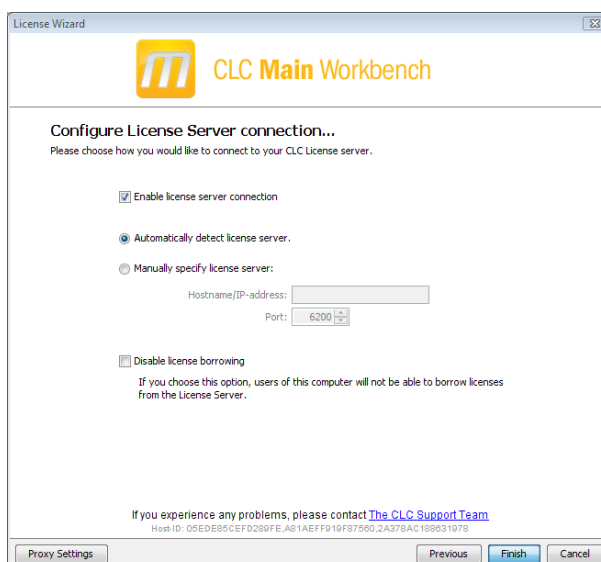 License Wizard
m CLC Main Workbench
Configure License Server connection...
Please choose how you would like to connect to your CLC License server.
Enable license server connection
Automatically detect license server.
Manually specify license server:
Hostname/IP-address:
Port: 6200
Disable license borrowing
If you choose this option, users of this computer will not be able to borrow licenses
from the License Server.
If you experience any problems, please contact The CLC Support Team
Host-ID: 05EDE85CEFD289FE,A81AEFF919F87560,2A378AC188631978
Proxy Settings Previous Finish Cancel